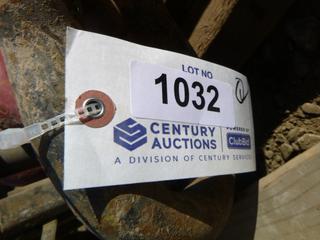 LOT NO
1032
CENTURY
AUCTIONS
POWERED BY
ClubBid
A DIVISION OF CENTURY SERVICES